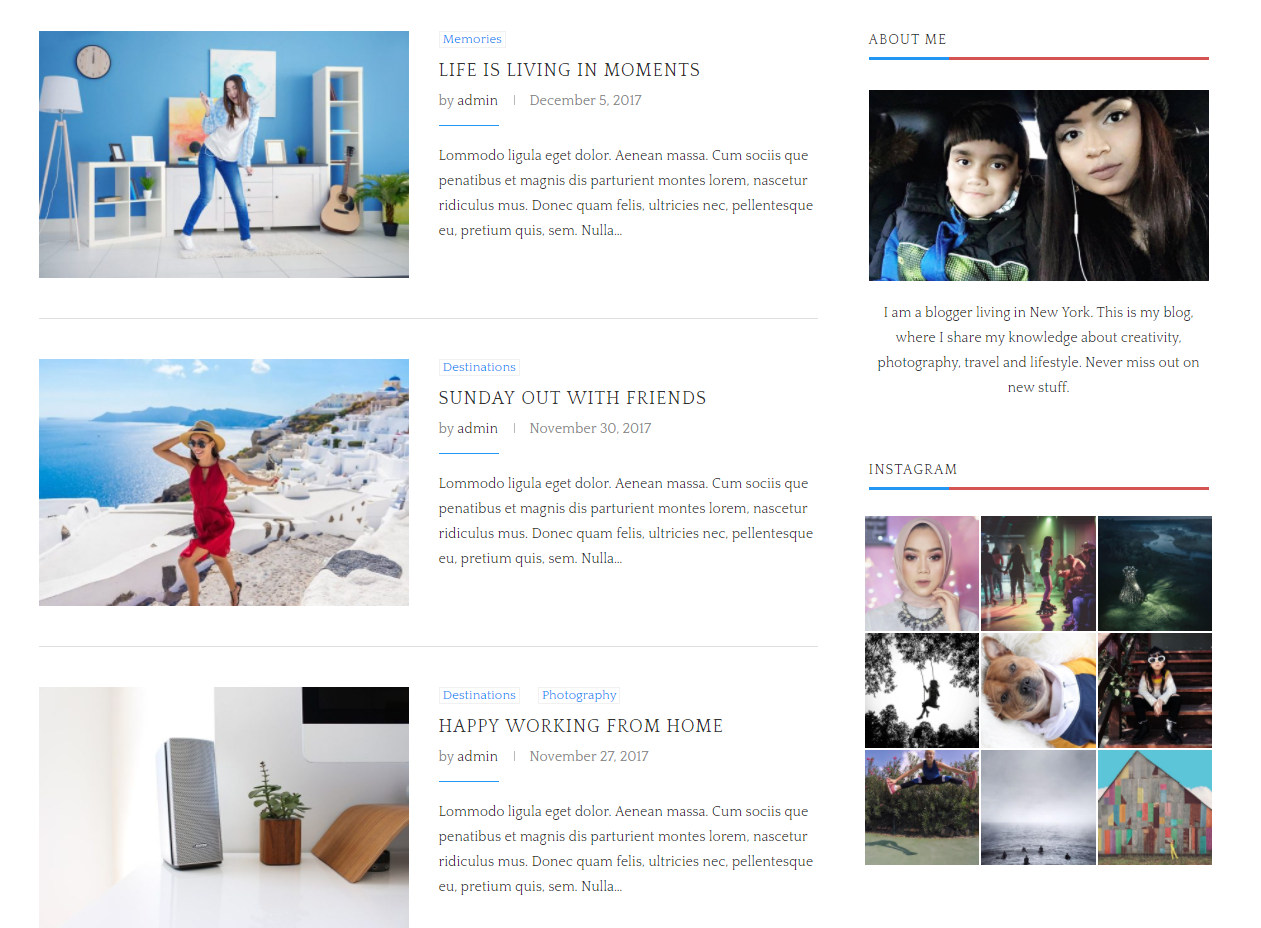 Memories
LIFE IS LIVING IN MOMENTS
by admin | December 5, 2017
Lommodo ligula eget dolor. Aenean massa. Cum sociis que
penatibus et magnis dis parturient montes lorem, nascetur
ridiculus mus. Donec quam felis, ultricies nec, pellentesque
eu, pretium quis, sem. Nulla...
Destinations
SUNDAY OUT WITH FRIENDS
by admin | November 30, 2017
Lommodo ligula eget dolor. Aenean massa. Cum sociis que
penatibus et magnis dis parturient montes lorem, nascetur
ridiculus mus. Donec quam felis, ultricies nec, pellentesque
eu, pretium quis, sem. Nulla...
Destinations Photography
HAPPY WORKING FROM HOME
by admin | November 27, 2017
Lommodo ligula eget dolor. Aenean massa. Cum sociis que
penatibus et magnis dis parturient montes lorem, nascetur
ridiculus mus. Donec quam felis, ultricies nec, pellentesque
eu, pretium quis, sem. Nulla...
ABOUT ME
I am a blogger living in New York. This is my blog,
where I share my knowledge about creativity,
photography, travel and lifestyle. Never miss out on
new stuff.
INSTAGRAM